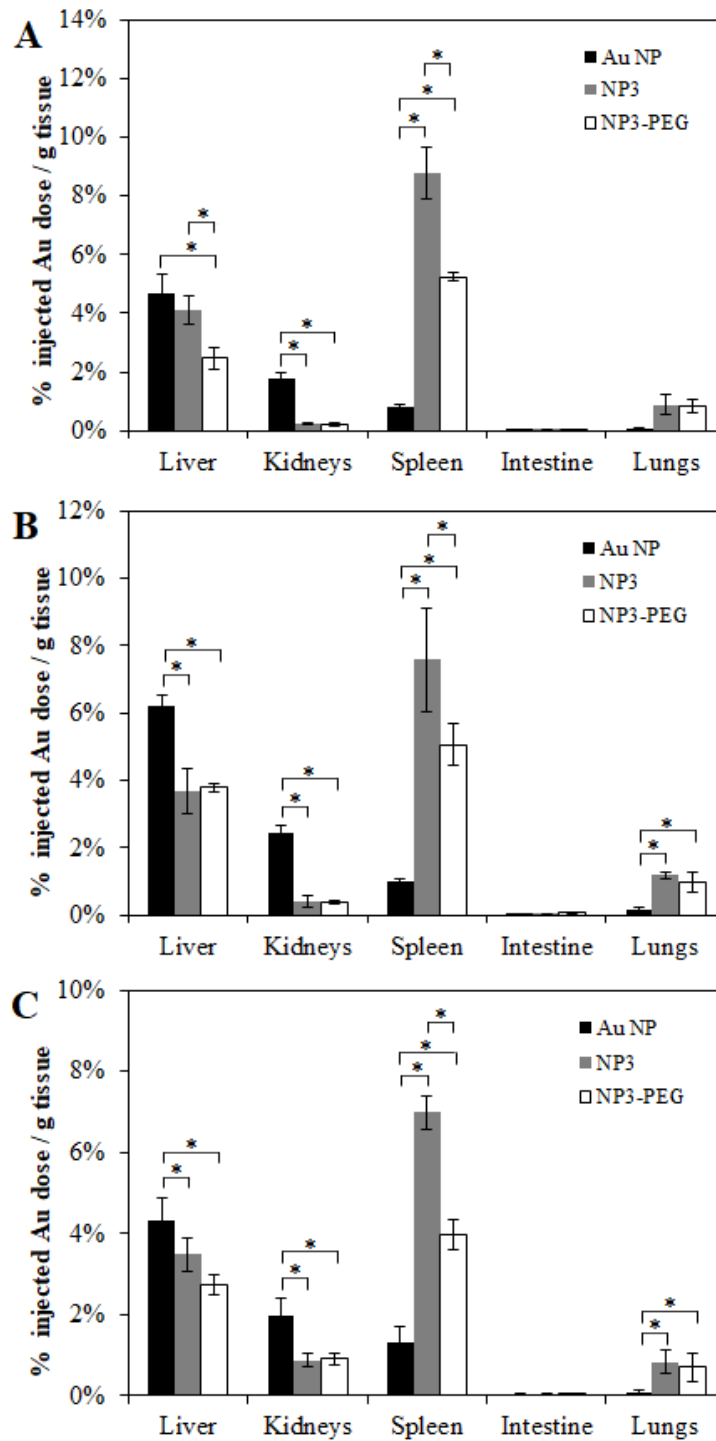 A
% injected Au dose / g tissue
14%
12%
10%
8%
6%
4%
2%
0%
Au NP
NP3
NP3-PEG
*
*
*
*
*
*
*
Liver Kidneys Spleen Intestine Lungs
B
% injected Au dose / g tissue
12%
10%
8%
6%
4%
2%
0%
Au NP
NP3
NP3-PEG
*
*
*
*
*
*
*
*
*
Liver Kidneys Spleen Intestine Lungs
C
% injected Au dose / g tissue
10%
8%
6%
4%
2%
0%
Au NP
NP3
NP3-PEG
*
*
*
*
*
*
*
*
*
Liver Kidneys Spleen Intestine Lungs